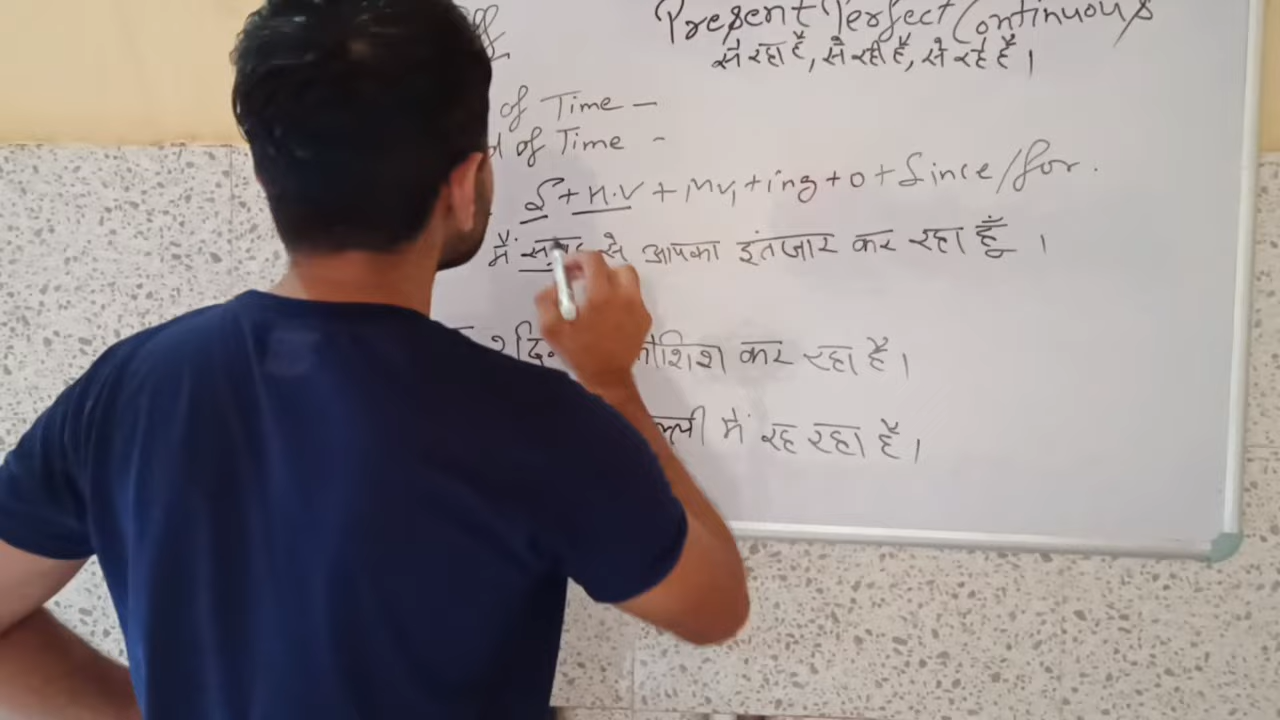 Present Perfect Continuous
से रहा है, से रही है, से रहे हैं ।
of Time —
of Time -
S + H.V + MV1 + ing + o + Since/for.
मैं से आपका इंतजार कर रहा हूँ ।
कर रहा है ।
में रह रहा है ।